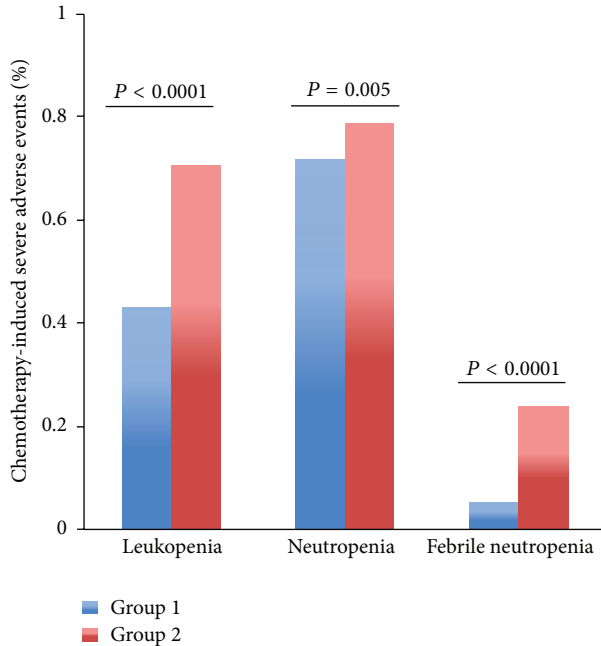 Chemotherapy-induced severe adverse events (%)
1
0.8
0.6
0.4
0.2
0
P < 0.0001
P = 0.005
P < 0.0001
Leukopenia
Neutropenia
Febrile neutropenia
Group 1
Group 2